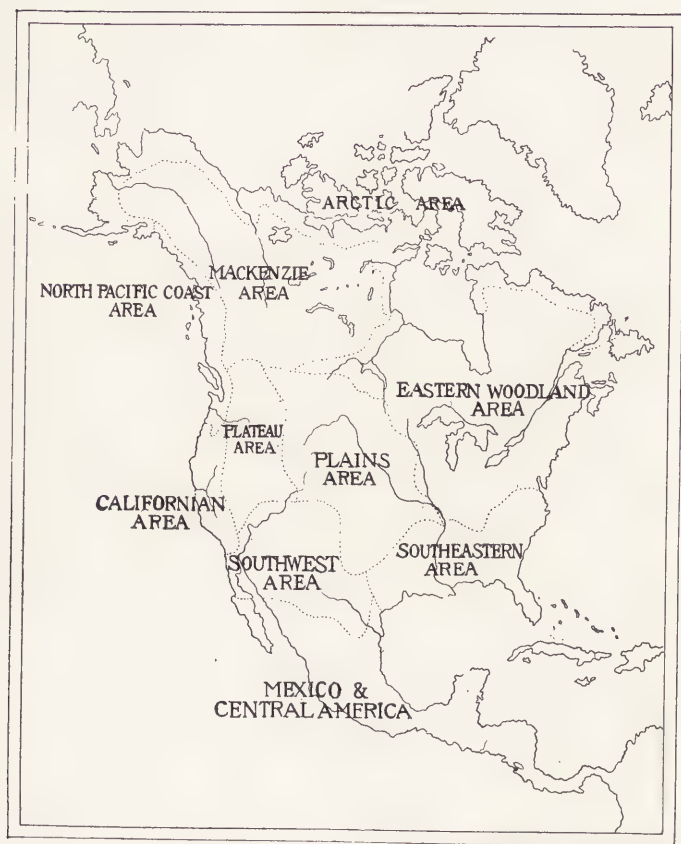 ARCTIC AREA
MACKENZIE
AREA
NORTH PACIFIC COAST
AREA
EASTERN WOODLAND
AREA
PLATEAU
AREA
PLAINS
AREA
CALIFORNIAN
AREA
SOUTHEASTERN
AREA
SOUTHWEST
AREA
MEXICO &
CENTRAL AMERICA